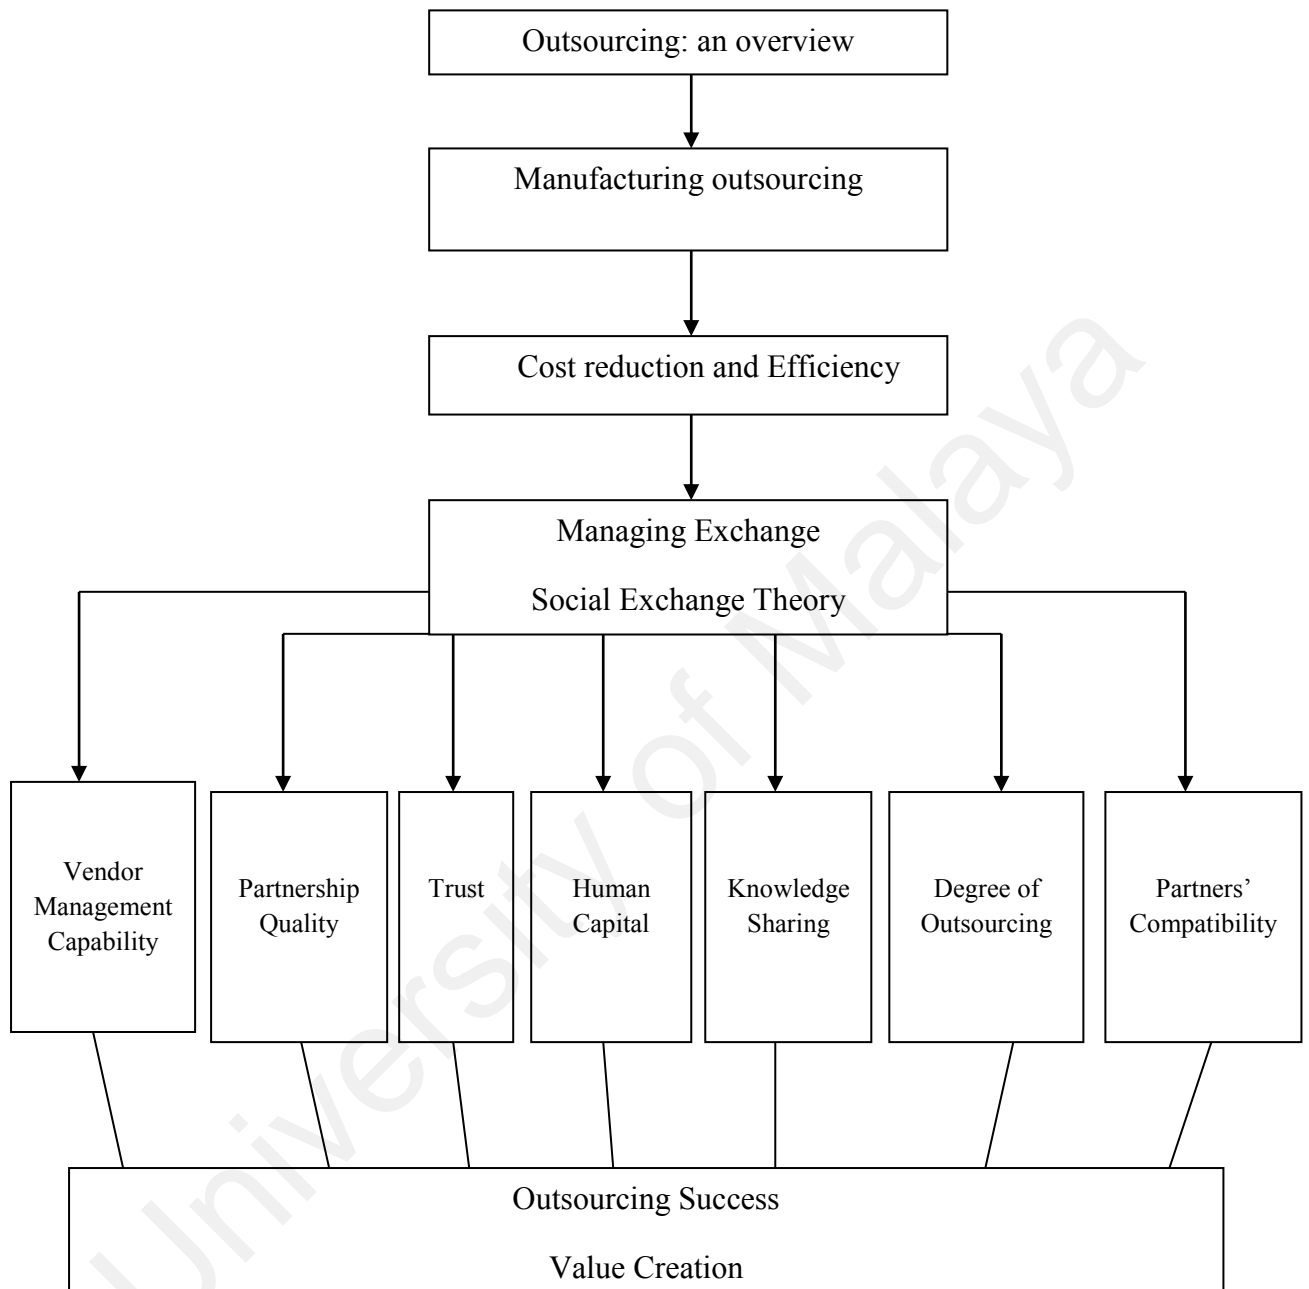 Outsourcing: an overview
Manufacturing outsourcing
Cost reduction and Efficiency
Managing Exchange
Social Exchange Theory
Vendor
Management
Capability
Partnership
Quality
Trust
Human
Capital
Knowledge
Sharing
Degree of
Outsourcing
Partners’
Compatibility
Outsourcing Success
Value Creation
University of Malaya